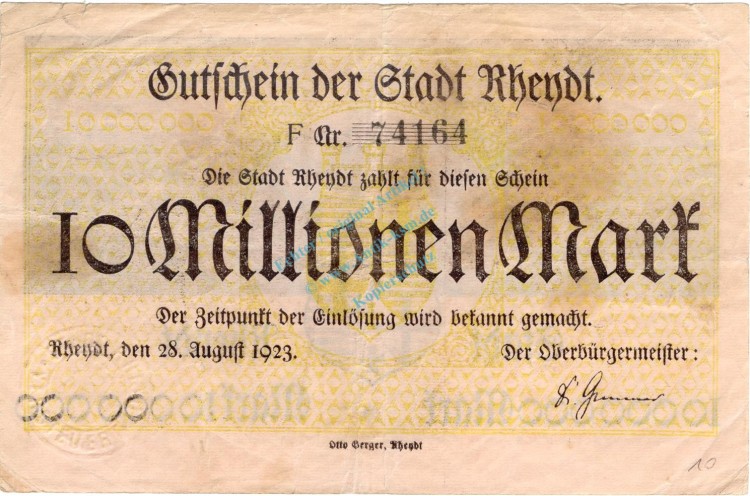 Gutschein der Stadt Rheydt.
F Nr. 74164
Die Stadt Rheydt zahlt für diesen Schein
10 Millionen Mark
Der Zeitpunkt der Einlösung wird bekannt gemacht.
Rheydt, den 28. August 1923. Der Oberbürgermeister:
Otto Berger, Rheydt
10